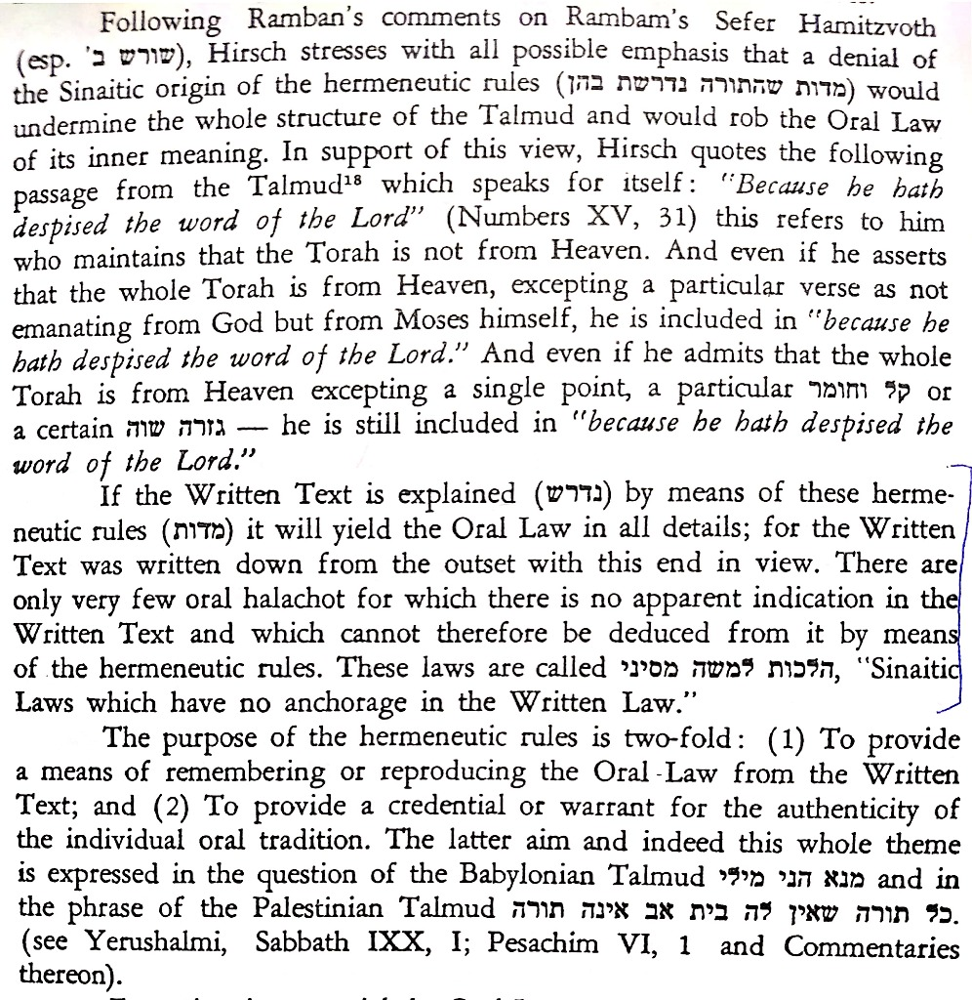 Following Ramban's comments on Rambam's Sefer Hamitzvoth
(esp. שורש ב'), Hirsch stresses with all possible emphasis that a denial of
the Sinaitic origin of the hermeneutic rules (מדות שהתורה נדרשת בהן) would
undermine the whole structure of the Talmud and would rob the Oral Law
of its inner meaning. In support of this view, Hirsch quotes the following
passage from the Talmud¹⁸ which speaks for itself: "Because he hath
despised the word of the Lord" (Numbers XV, 31) this refers to him
who maintains that the Torah is not from Heaven. And even if he asserts
that the whole Torah is from Heaven, excepting a particular verse as not
emanating from God but from Moses himself, he is included in "because he
hath despised the word of the Lord." And even if he admits that the whole
Torah is from Heaven excepting a single point, a particular קל וחומר or
a certain גזרה שוה — he is still included in "because he hath despised the
word of the Lord."
If the Written Text is explained (נדרש) by means of these herme-
neutic rules (מדות) it will yield the Oral Law in all details; for the Written
Text was written down from the outset with this end in view. There are
only very few oral halachot for which there is no apparent indication in the
Written Text and which cannot therefore be deduced from it by means
of the hermeneutic rules. These laws are called הלכות למשה מסיני, "Sinaitic
Laws which have no anchorage in the Written Law."
The purpose of the hermeneutic rules is two-fold: (1) To provide
a means of remembering or reproducing the Oral-Law from the Written
Text; and (2) To provide a credential or warrant for the authenticity of
the individual oral tradition. The latter aim and indeed this whole theme
is expressed in the question of the Babylonian Talmud מנא הני מילי and in
the phrase of the Palestinian Talmud כל תורה שאין לה בית אב אינה תורה.
(see Yerushalmi, Sabbath IXX, I; Pesachim VI, 1 and Commentaries
thereon).